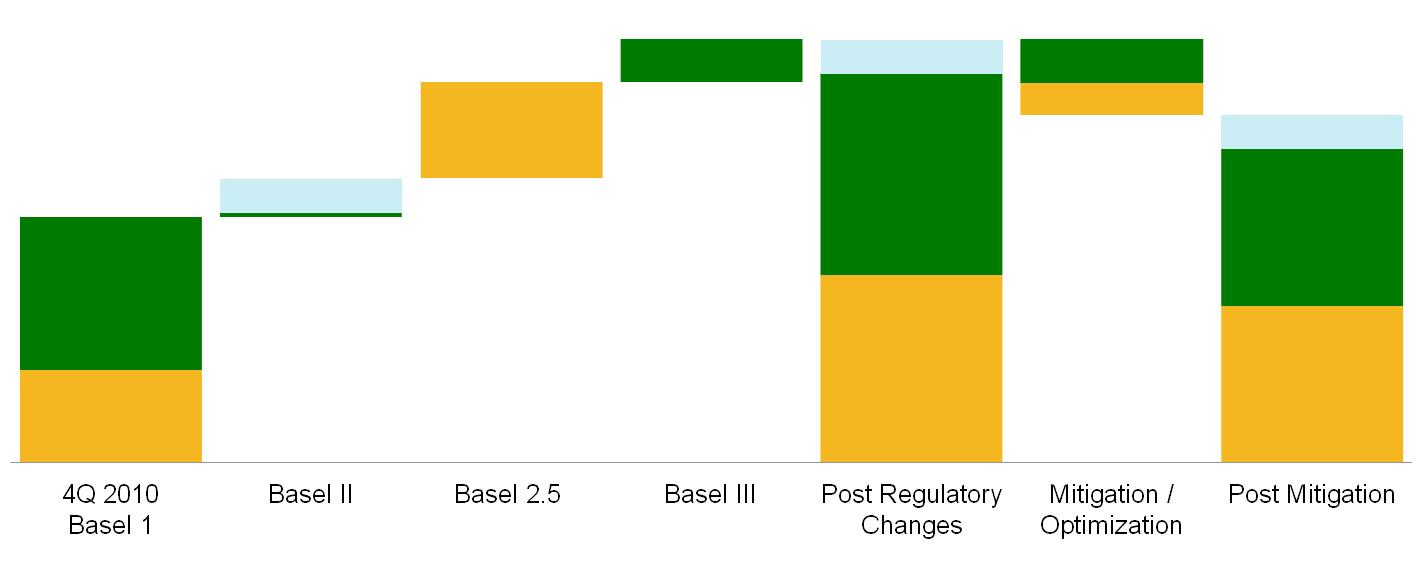 4Q 2010
Basel 1
Basel II
Basel 2.5
Basel III
Post Regulatory
Changes
Mitigation /
Optimization
Post Mitigation